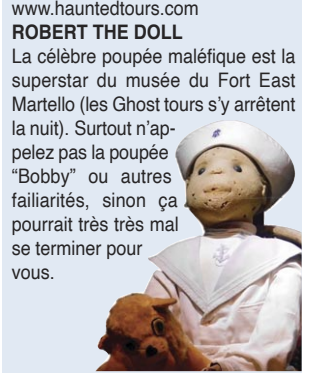 www.hauntedtours.com
ROBERT THE DOLL
La célèbre poupée maléfique est la
superstar du musée du Fort East
Martello (les Ghost tours s'y arrêtent
la nuit). Surtout n'ap-
pelez pas la poupée
“Bobby” ou autres
failiarités, sinon ça
pourrait très très mal
se terminer pour
vous.